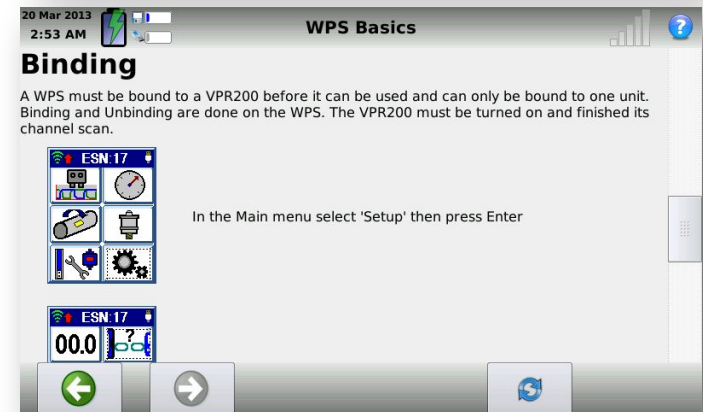 20 Mar 2013
2:53 AM
WPS Basics
?
Binding
A WPS must be bound to a VPR200 before it can be used and can only be bound to one unit.
Binding and Unbinding are done on the WPS. The VPR200 must be turned on and finished its
channel scan.
ESN:17
In the Main menu select 'Setup' then press Enter
ESN:17
00.0
?